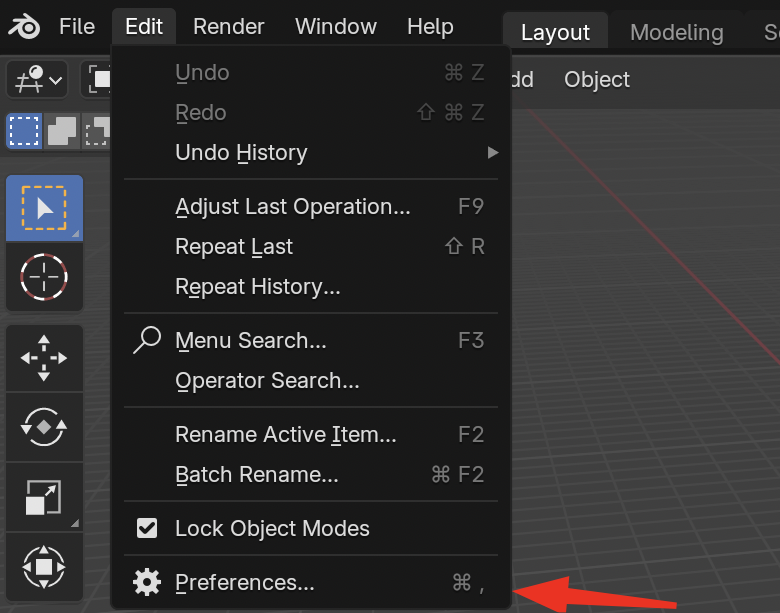 File Edit Render Window Help Layout Modeling
Object
Undo ⌘ Z
Redo ⇧ ⌘ Z
Undo History
Adjust Last Operation... F9
Repeat Last ⇧ R
Repeat History...
Menu Search... F3
Operator Search...
Rename Active Item... F2
Batch Rename... ⌘ F2
Lock Object Modes
Preferences... ⌘ ,